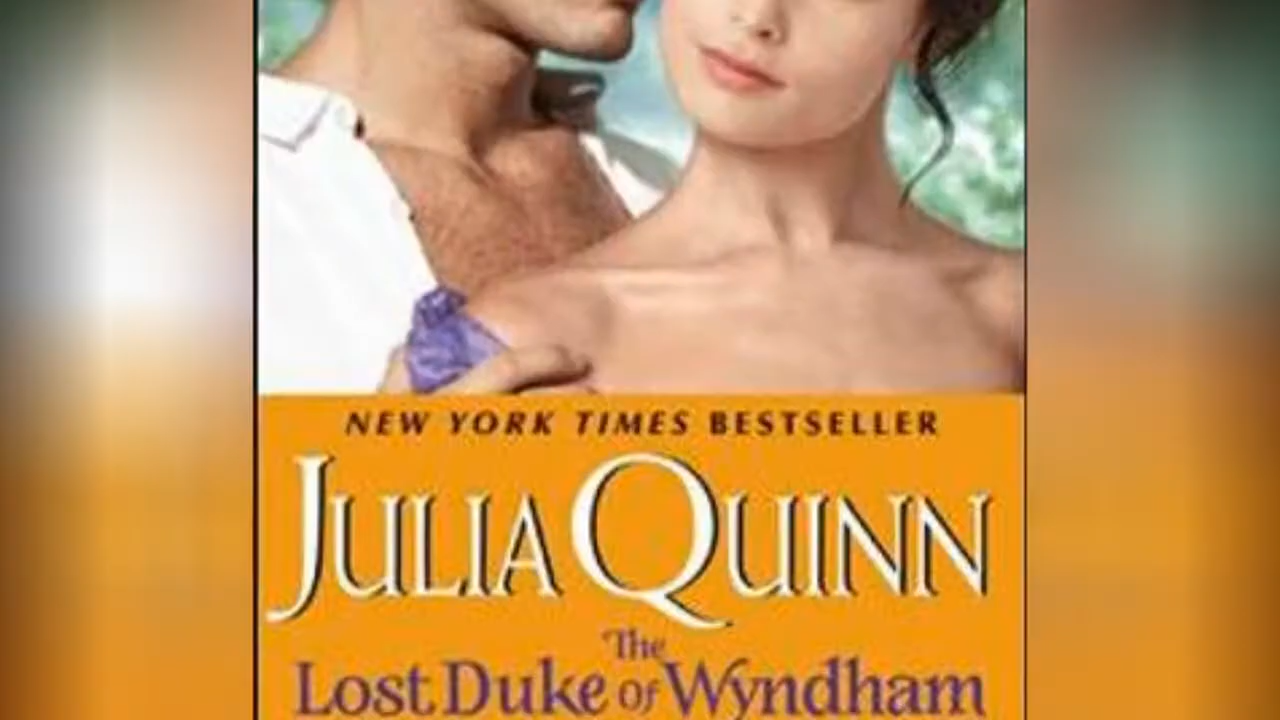 NEW YORK TIMES BESTSELLER
JULIA QUINN
The
LOST DUKE OF WYNDHAM